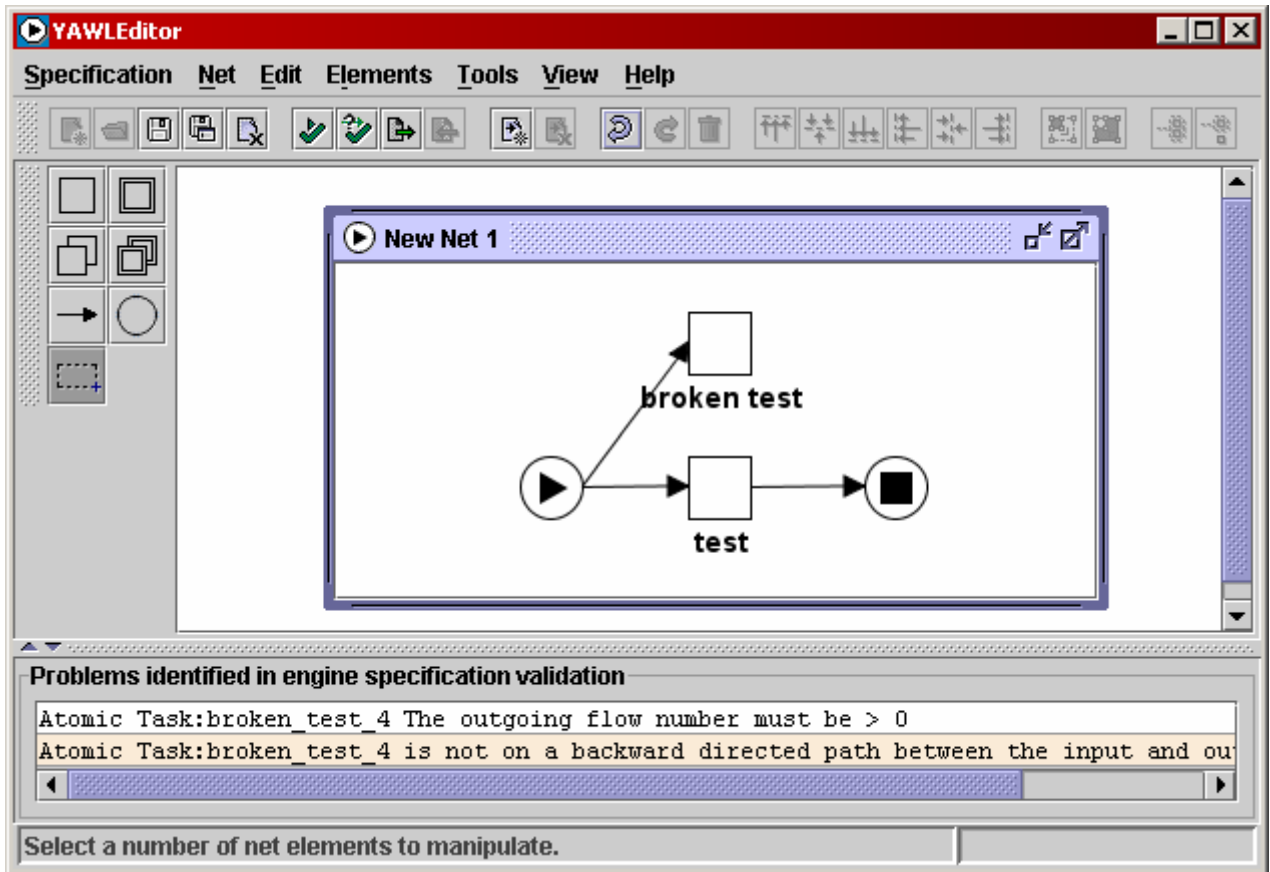 YAWLEditor
Specification Net Edit Elements Tools View Help
New Net 1
broken test
test
Problems identified in engine specification validation
Atomic Task:broken_test_4 The outgoing flow number must be > 0
Atomic Task:broken_test_4 is not on a backward directed path between the input and ou
Select a number of net elements to manipulate.